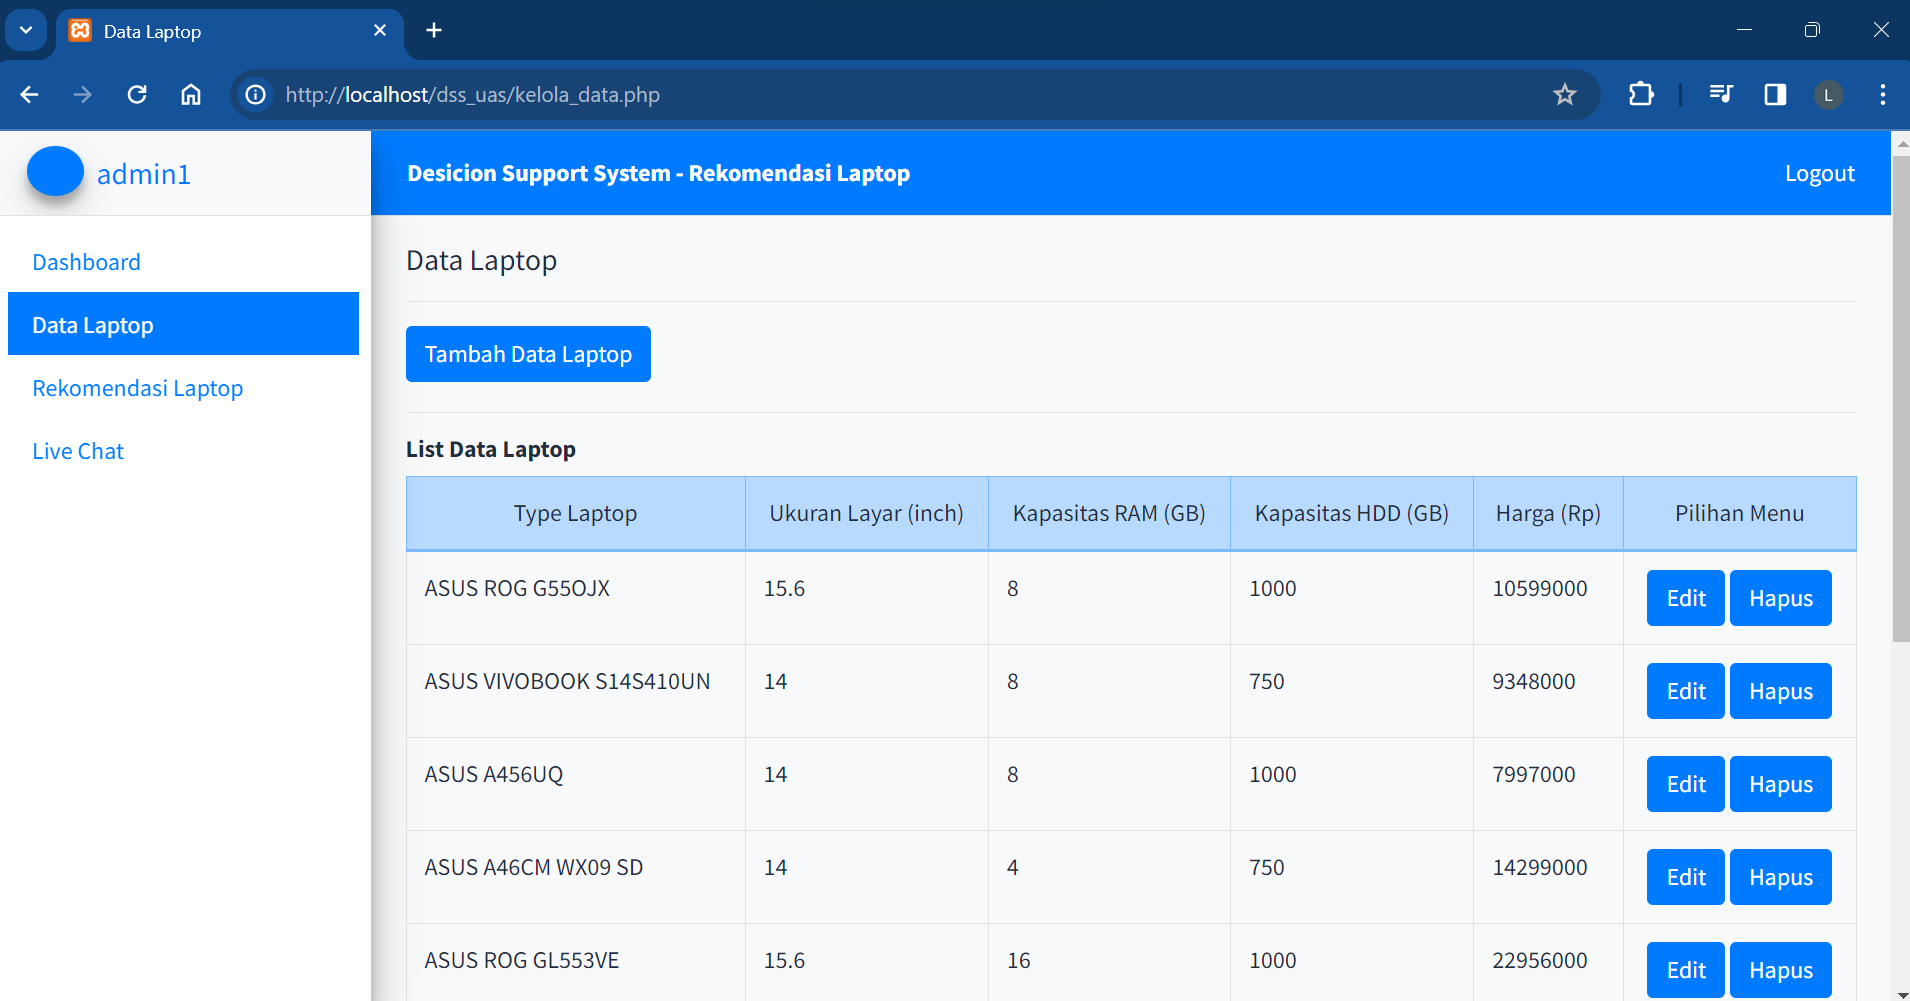 Data Laptop
http://localhost/dss_uas/kelola_data.php
L
admin1
Desicion Support System - Rekomendasi Laptop
Logout
Dashboard
Data Laptop
Rekomendasi Laptop
Live Chat
Data Laptop
Tambah Data Laptop
List Data Laptop
Type Laptop Ukuran Layar (inch) Kapasitas RAM (GB) Kapasitas HDD (GB) Harga (Rp) Pilihan Menu
ASUS ROG G55OJX 15.6 8 1000 10599000 Edit Hapus
ASUS VIVOBOOK S14S410UN 14 8 750 9348000 Edit Hapus
ASUS A456UQ 14 8 1000 7997000 Edit Hapus
ASUS A46CM WX09 SD 14 4 750 14299000 Edit Hapus
ASUS ROG GL553VE 15.6 16 1000 22956000 Edit Hapus